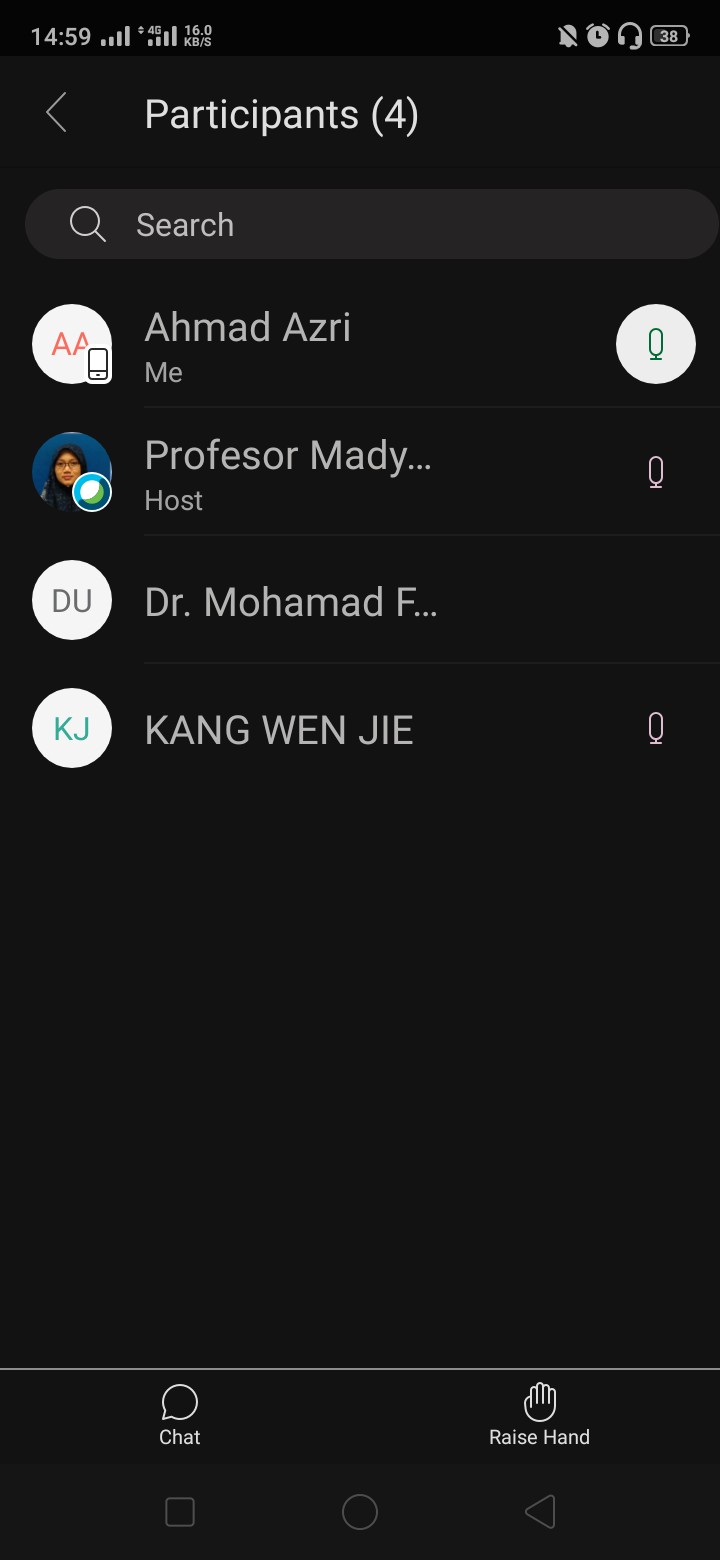 14:59 4G 16.0 KB/S 38
Participants (4)
Search
AA Ahmad Azri
Me
Profesor Mady...
Host
DU Dr. Mohamad F...
KJ KANG WEN JIE
Chat Raise Hand